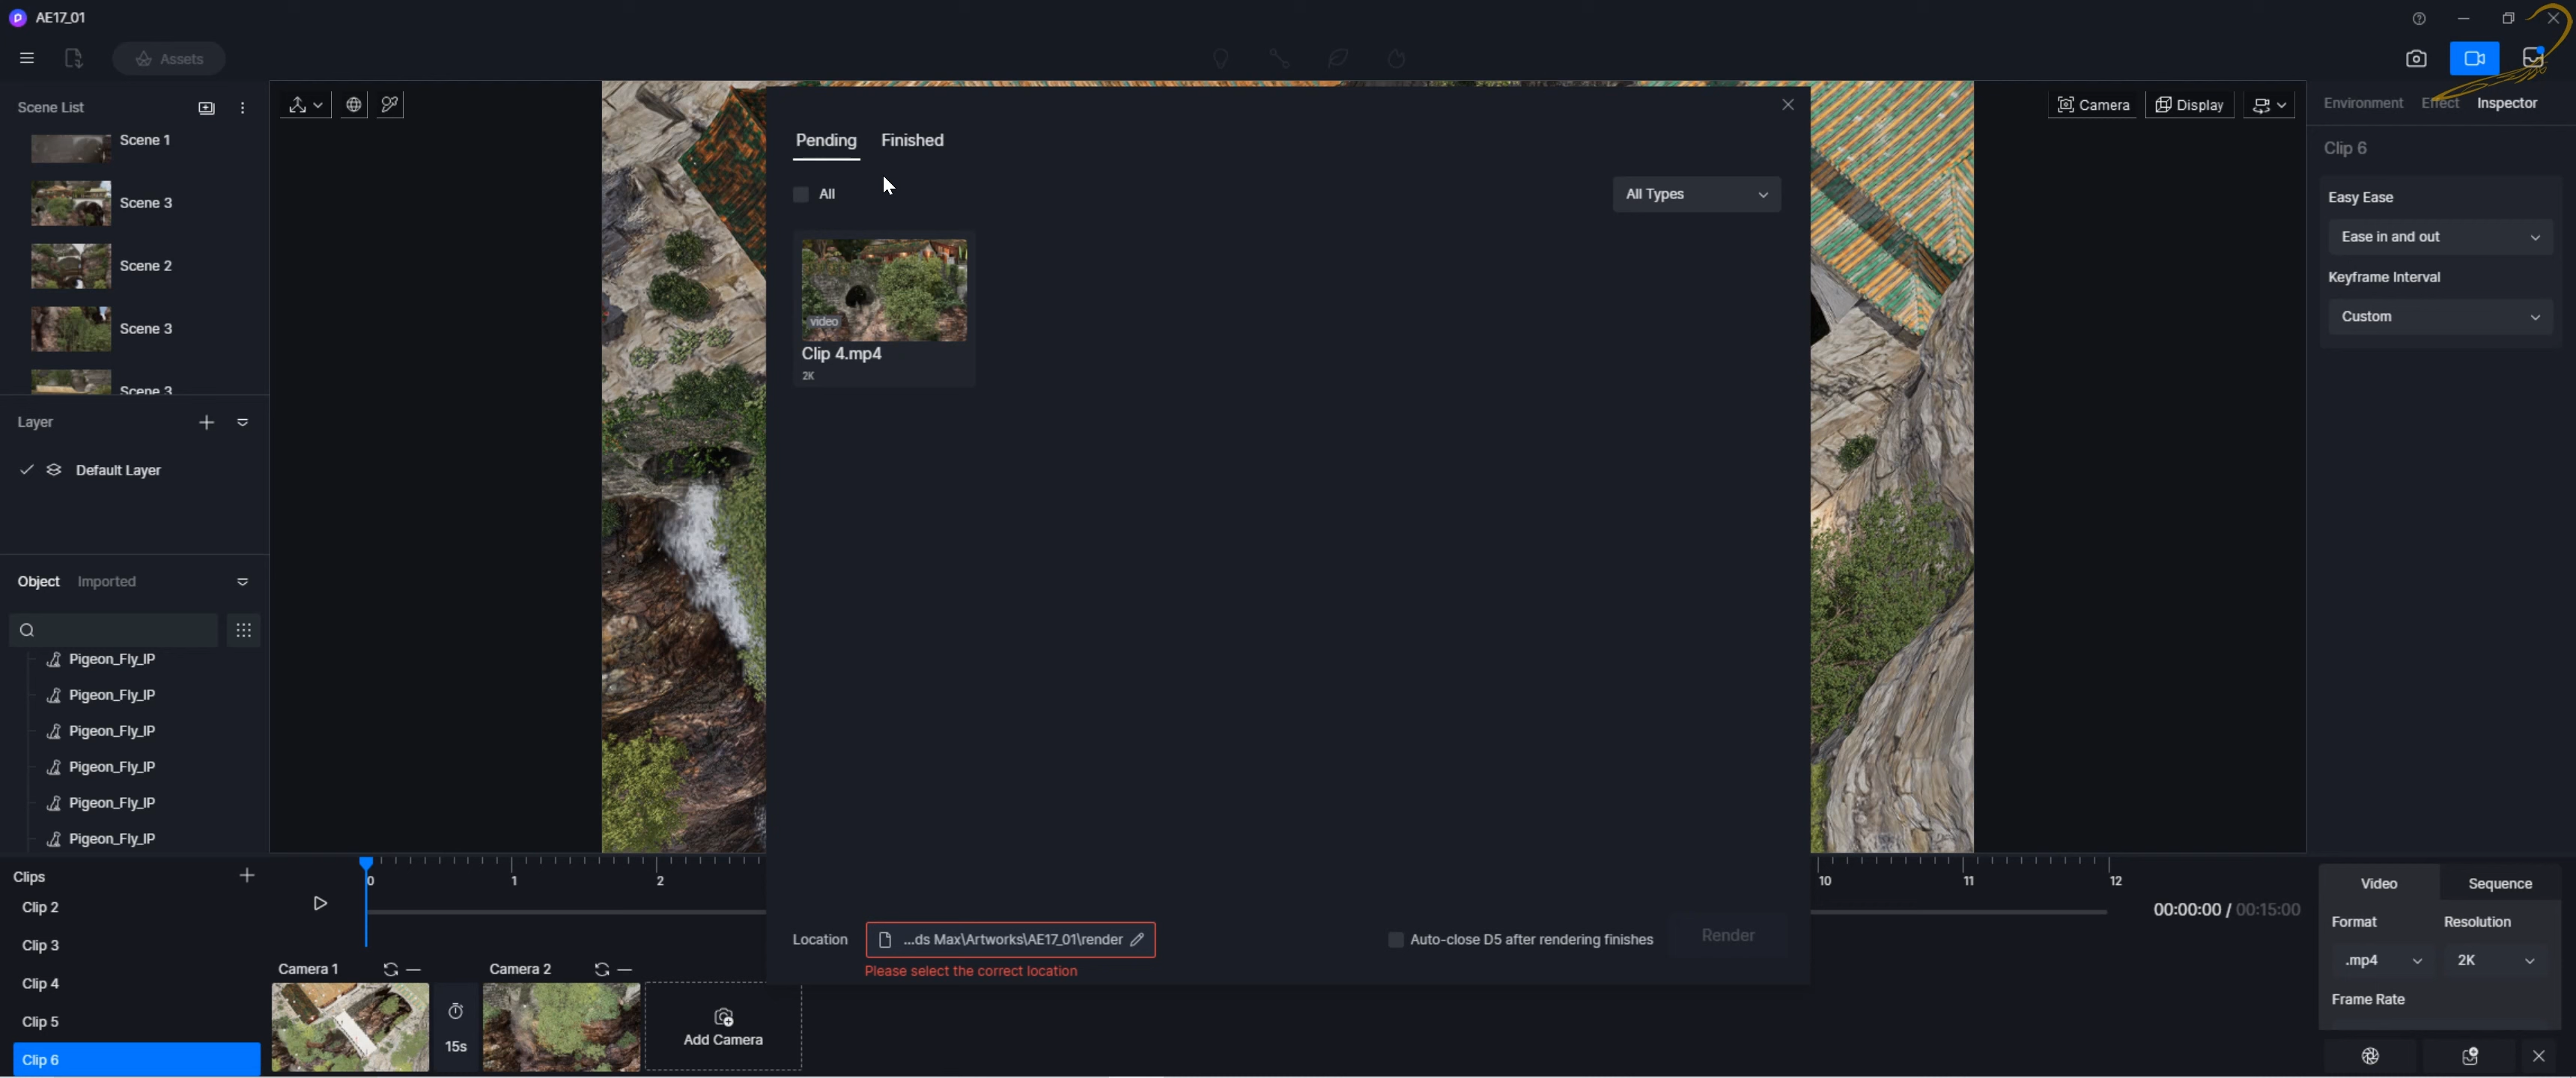 AE17_01
Assets
Scene List
Scene 1
Scene 3
Scene 2
Scene 3
Scene 3
Layer
Default Layer
Object Imported
Pigeon_Fly_IP
Pigeon_Fly_IP
Pigeon_Fly_IP
Pigeon_Fly_IP
Pigeon_Fly_IP
Pigeon_Fly_IP
Camera Display
Pending Finished
All
All Types
video
Clip 4.mp4
2K
Location ...ds Max\Artworks\AE17_01\render
Please select the correct location
Auto-close D5 after rendering finishes
Render
Environment Effect Inspector
Clip 6
Easy Ease
Ease in and out
Keyframe Interval
Custom
Clips
Clip 2
Clip 3
Clip 4
Clip 5
Clip 6
0 1 2 10 11 12
00:00:00 / 00:15:00
Camera 1
15s
Camera 2
Add Camera
Video Sequence
Format Resolution
.mp4 2K
Frame Rate